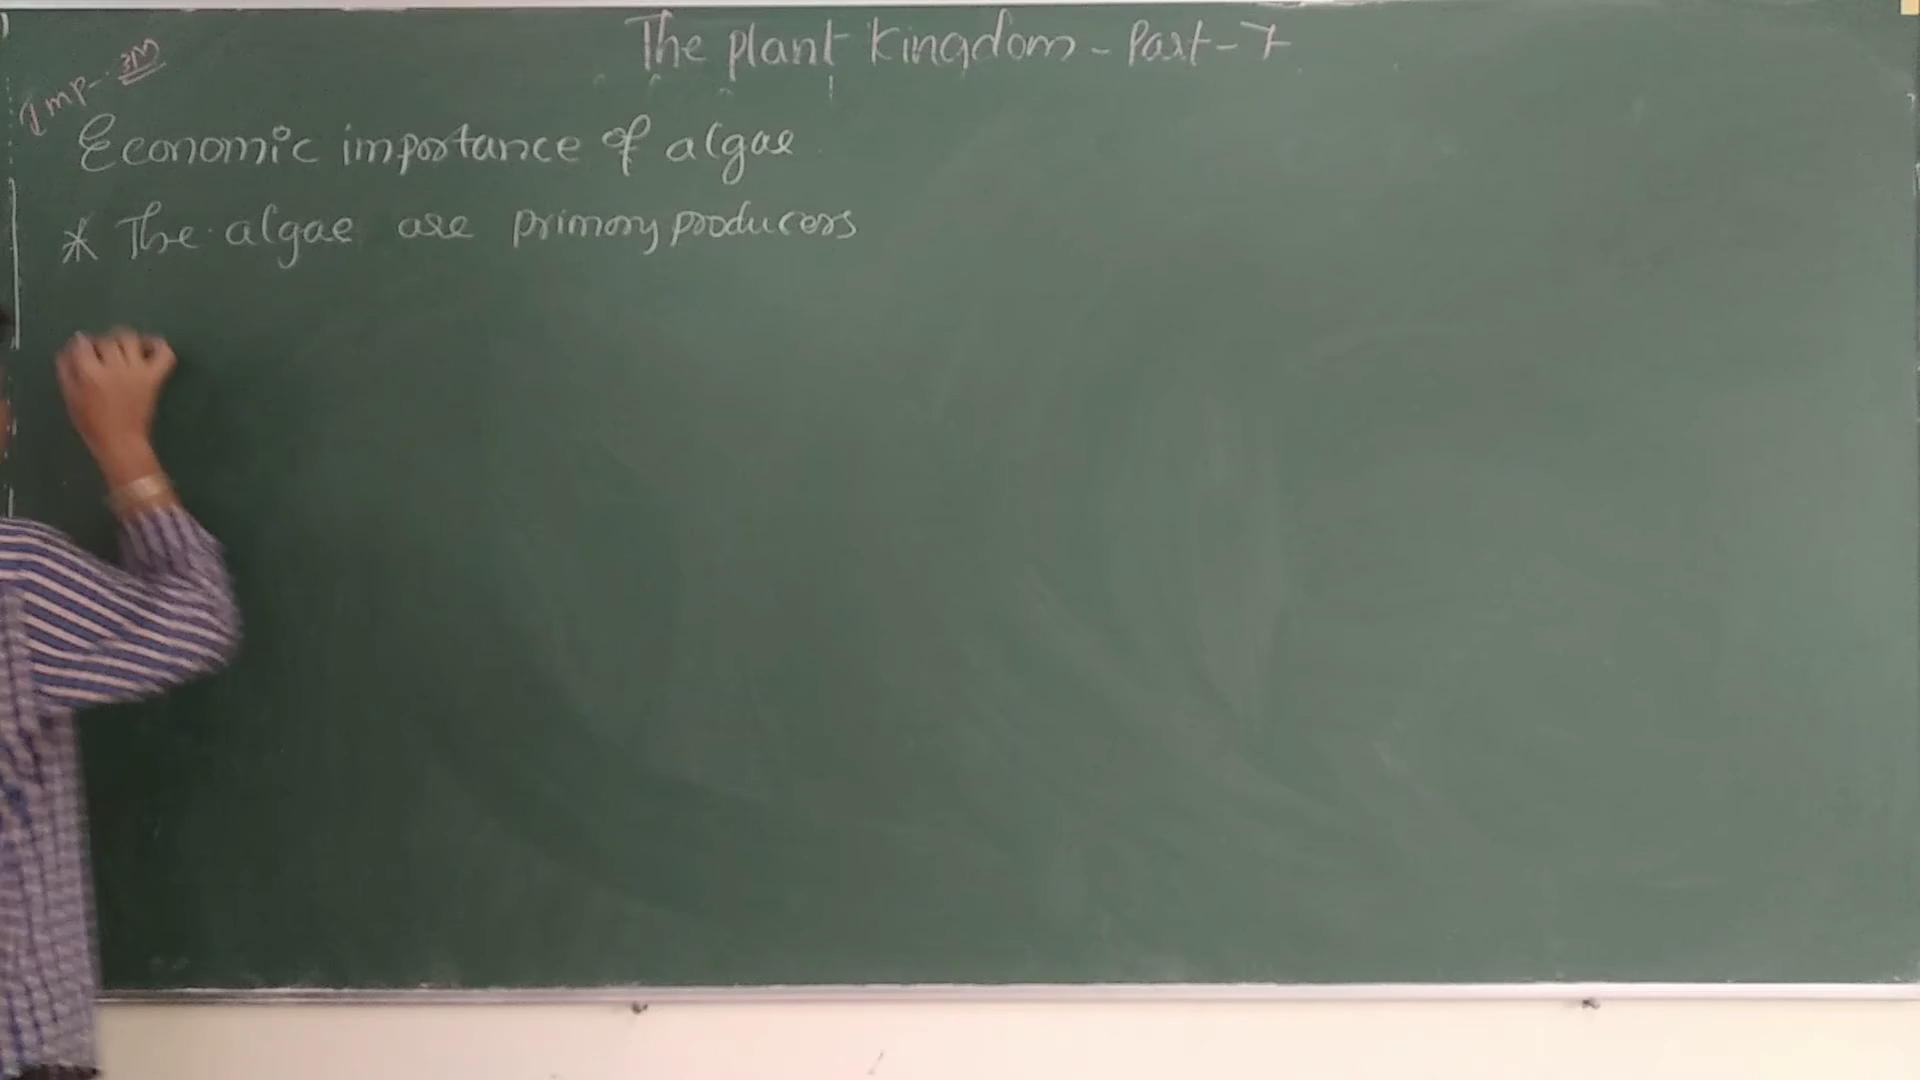 The plant Kingdom - Part - 7
Imp- 3M
Economic importance of algae
* The algae are primary producers